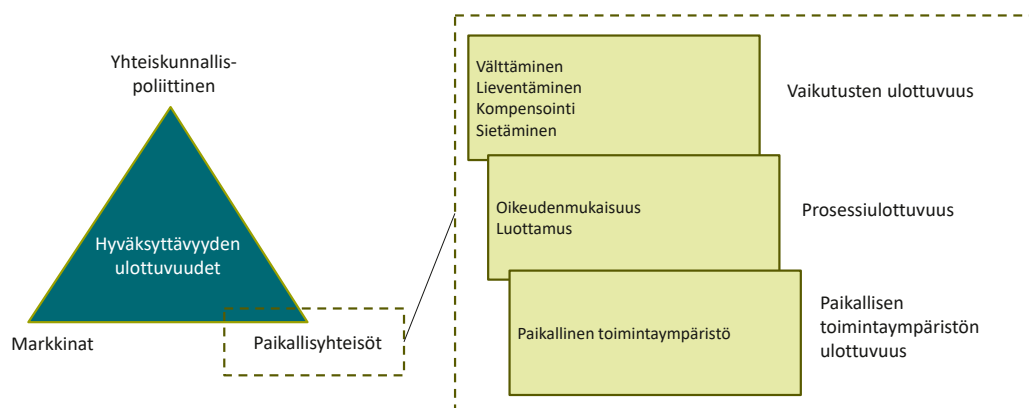 Yhteiskunnallis-
poliittinen
Hyväksyttävyyden
ulottuvuudet
Markkinat
Paikallisyhteisöt
Välttäminen
Lieventäminen
Kompensointi
Sietäminen
Vaikutusten ulottuvuus
Oikeudenmukaisuus
Luottamus
Prosessiulottuvuus
Paikallinen toimintaympäristö
Paikallisen
toimintaympäristön
ulottuvuus